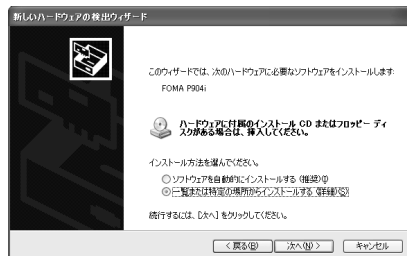 新しいハードウェアの検出ウィザード
このウィザードでは、次のハードウェアに必要なソフトウェアをインストールします:
FOMA P904i
ハードウェアに付属のインストール CD またはフロッピー ディ
スクがある場合は、挿入してください。
インストール方法を選んでください。
ソフトウェアを自動的にインストールする (推奨)(I)
一覧または特定の場所からインストールする (詳細)(S)
続行するには、[次へ] をクリックしてください。
< 戻る(B)
次へ(N) >
キャンセル